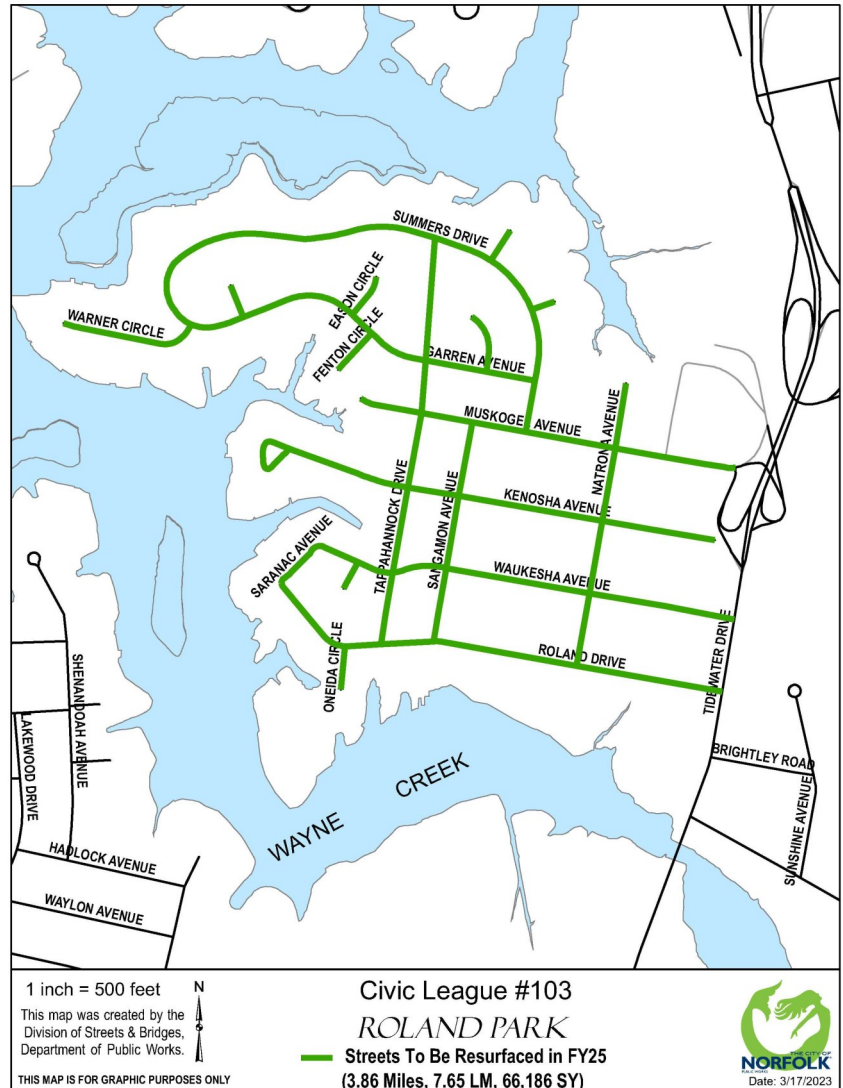 SUMMERS DRIVE
EASON CIRCLE
WARNER CIRCLE
FENTON CIRCLE
GARREN AVENUE
MUSKOGE AVENUE
NATRONA AVENUE
KENOSHA AVENUE
TAPPAHANNOCK DRIVE
SANGAMON AVENUE
SARANAC AVENUE
WAUKESHA AVENUE
ROLAND DRIVE
ONEIDA CIRCLE
TIDEWATER DRIVE
SHENANDOAH AVENUE
LAKEWOOD DRIVE
BRIGHTLEY ROAD
SUNSHINE AVENUE
WAYNE CREEK
HADLOCK AVENUE
WAYLON AVENUE
1 inch = 500 feet
N
This map was created by the
Division of Streets & Bridges,
Department of Public Works.
THIS MAP IS FOR GRAPHIC PURPOSES ONLY
Civic League #103
ROLAND PARK
Streets To Be Resurfaced in FY25
(3.86 Miles, 7.65 LM, 66,186 SY)
THE CITY OF
NORFOLK
PUBLIC WORKS
Date: 3/17/2023